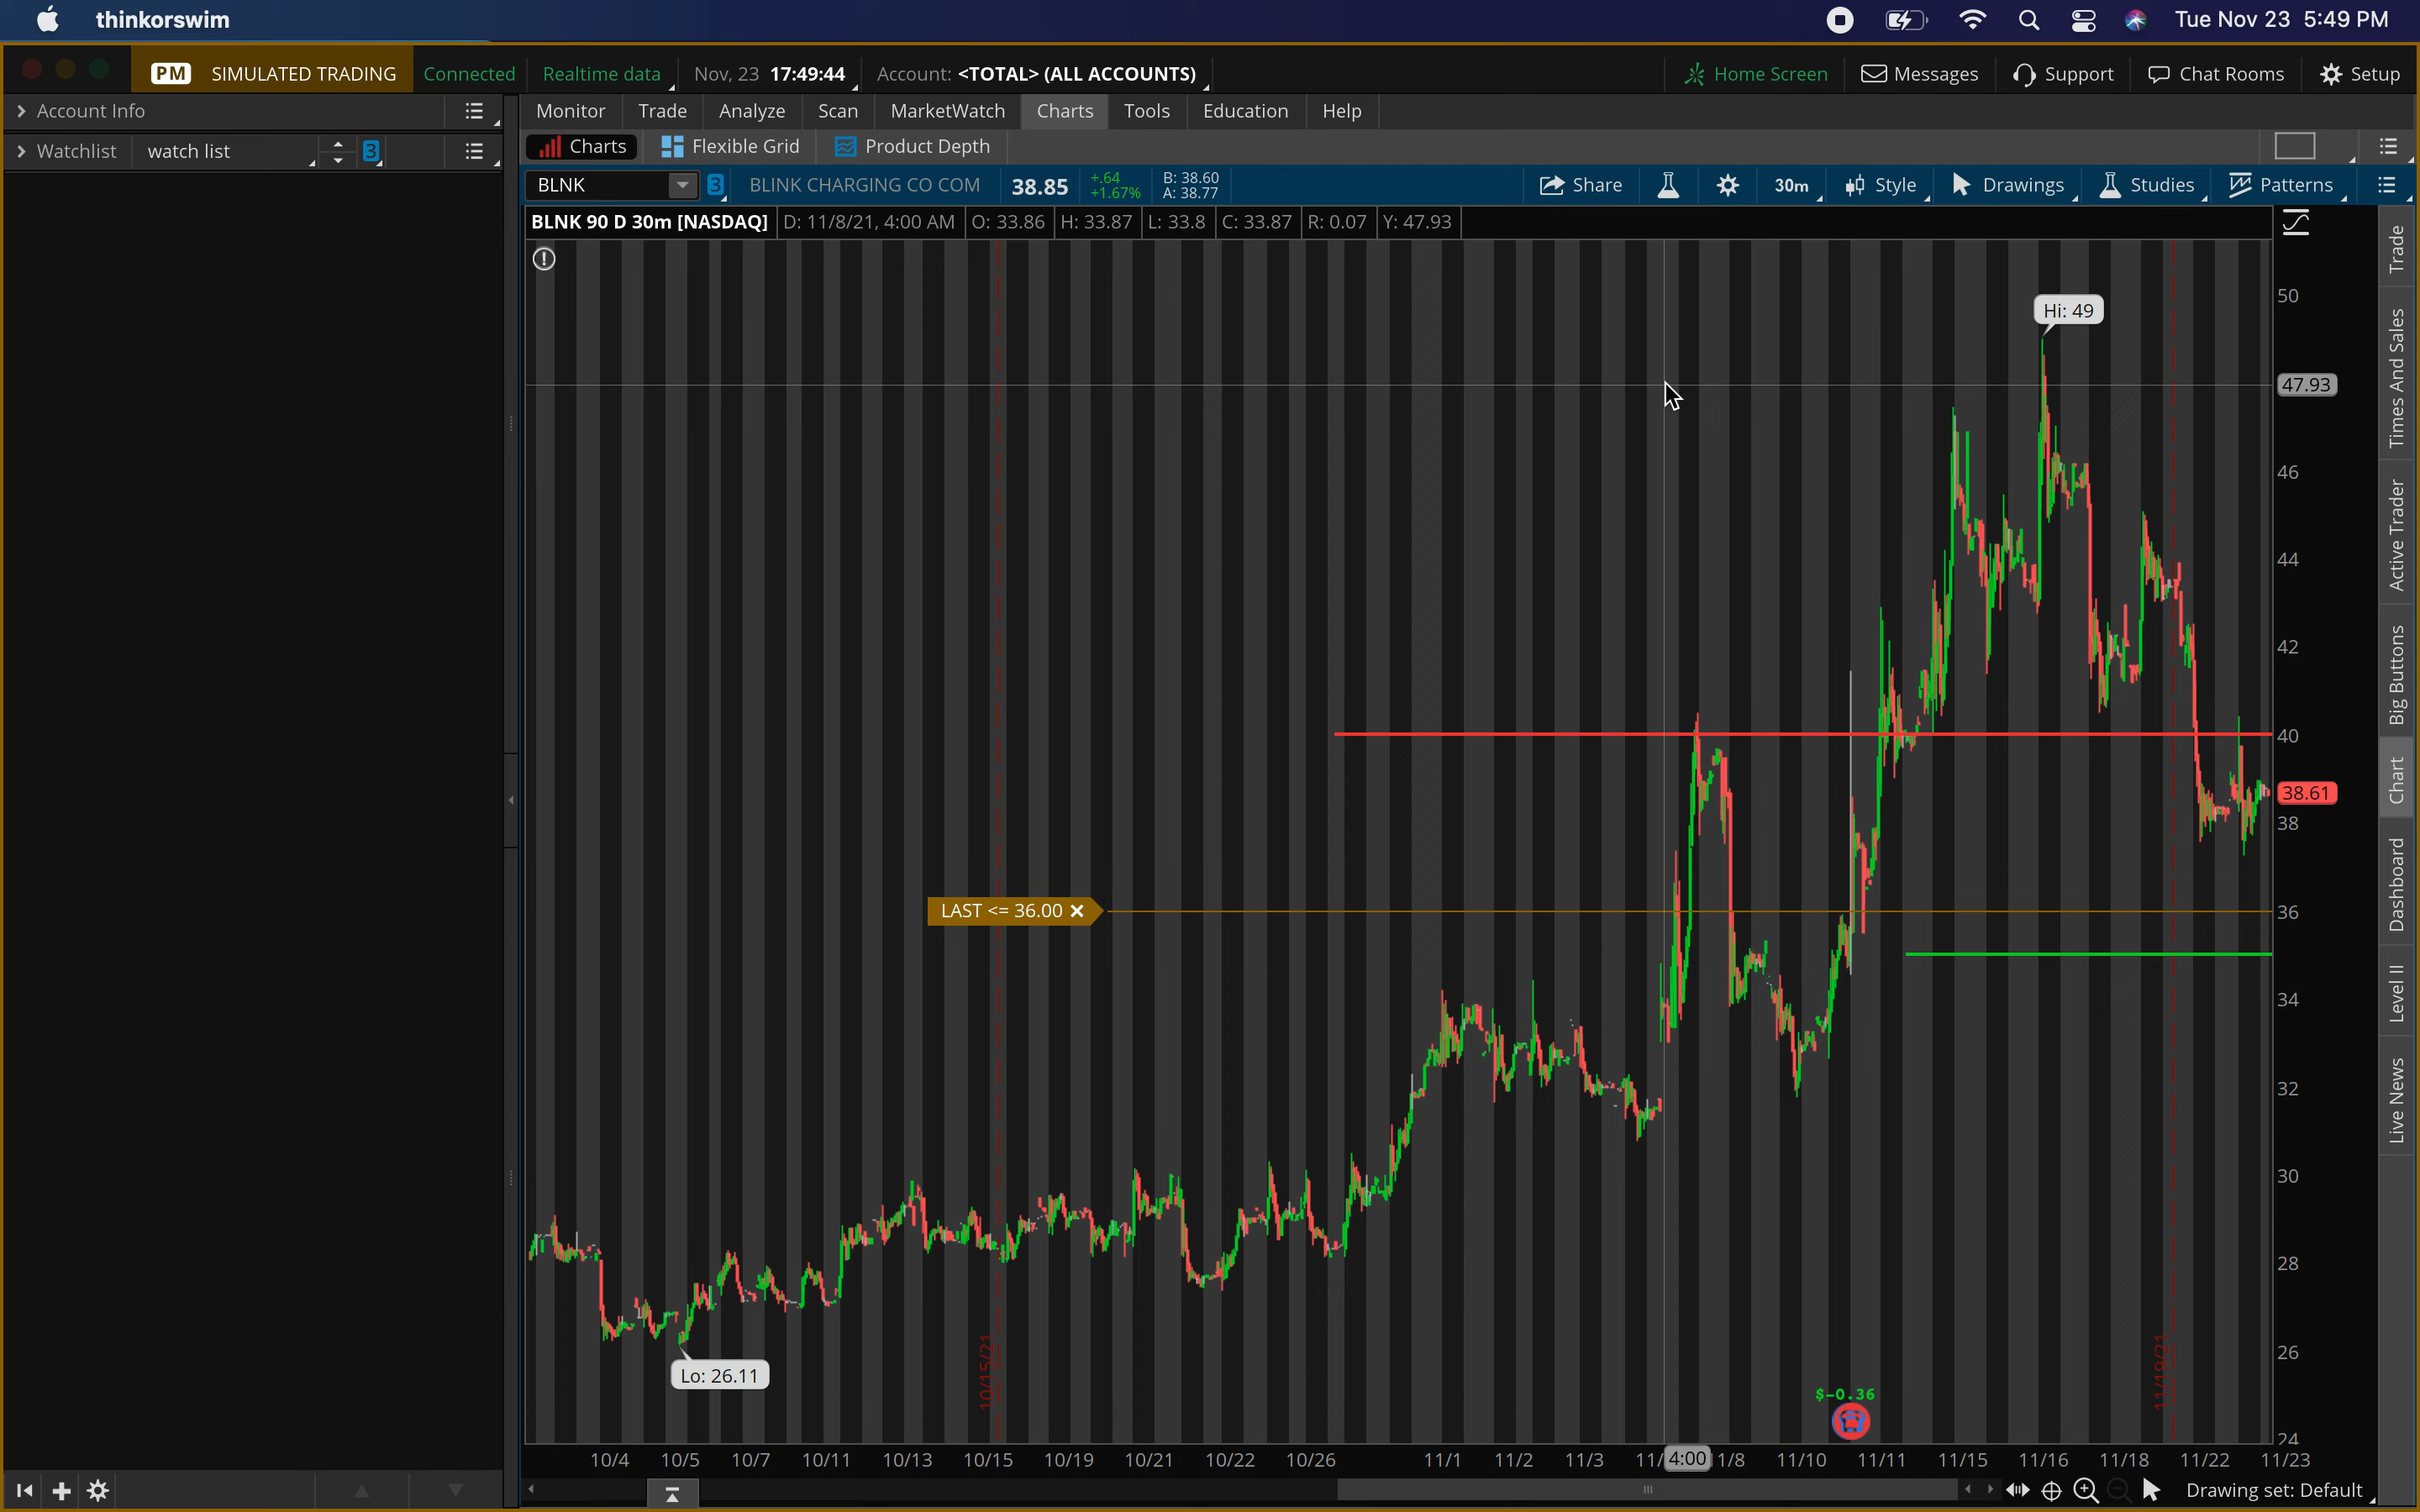 thinkorswim
Tue Nov 23 5:49 PM
PM SIMULATED TRADING Connected Realtime data Nov, 23 17:49:44 Account: <TOTAL> (ALL ACCOUNTS) Home Screen Messages Support Chat Rooms Setup
Account Info
Monitor Trade Analyze Scan MarketWatch Charts Tools Education Help
Watchlist watch list 3
Charts Flexible Grid Product Depth
BLNK 3 BLINK CHARGING CO COM 38.85 +.64 +1.67% B: 38.60 A: 38.77 Share 30m Style Drawings Studies Patterns
BLNK 90 D 30m [NASDAQ] D: 11/8/21, 4:00 AM O: 33.86 H: 33.87 L: 33.8 C: 33.87 R: 0.07 Y: 47.93
Hi: 49
50
47.93
46
44
42
40
38.61
38
LAST <= 36.00
36
34
32
30
28
26
24
Lo: 26.11
10/15/21
11/19/21
$-0.36
10/4 10/5 10/7 10/11 10/13 10/15 10/19 10/21 10/22 10/26 11/1 11/2 11/3 11/ 4:00 1/8 11/10 11/11 11/15 11/16 11/18 11/22 11/23
Drawing set: Default
Trade
Times And Sales
Active Trader
Big Buttons
Chart
Dashboard
Level II
Live News